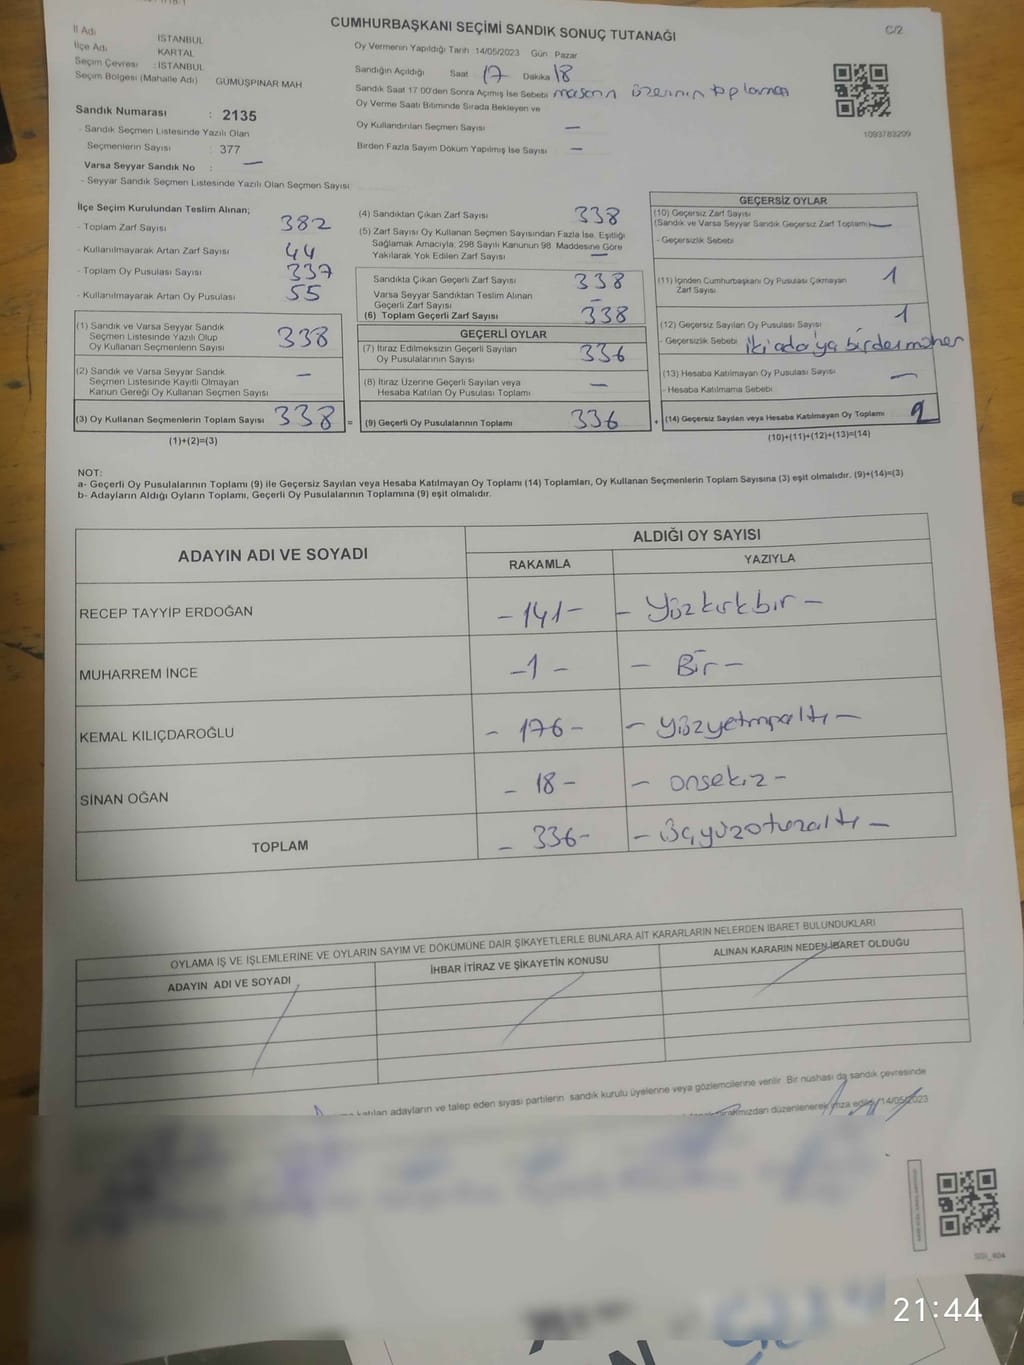 CUMHURBAŞKANI SEÇİMİ SANDIK SONUÇ TUTANAĞI
C/2
İl Adı İSTANBUL
İlçe Adı KARTAL
Seçim Çevresi : İSTANBUL
Seçim Bölgesi (Mahalle Adı) GÜMÜŞPINAR MAH
Sandık Numarası : 2135
- Sandık Seçmen Listesinde Yazılı Olan
Seçmenlerin Sayısı : 377
Varsa Seyyar Sandık No : —
- Seyyar Sandık Seçmen Listesinde Yazılı Olan Seçmen Sayısı
Oy Vermenin Yapıldığı Tarih : 14/05/2023 Gün : Pazar
Sandığın Açıldığı Saat 17 Dakika 18
Sandık Saat 17:00'den Sonra Açımış İse Sebebi masanın üzerinin toplaması
Oy Verme Saati Bitiminde Sırada Bekleyen ve
Oy Kullandırılan Seçmen Sayısı —
Birden Fazla Sayım Döküm Yapılmış İse Sayısı —
1093783209
İlçe Seçim Kurulundan Teslim Alınan;
- Toplam Zarf Sayısı 382
- Kullanılmayarak Artan Zarf Sayısı 44
- Toplam Oy Pusulası Sayısı 337
- Kullanılmayarak Artan Oy Pusulası 55
(1) Sandık ve Varsa Seyyar Sandık
Seçmen Listesinde Yazılı Olup
Oy Kullanan Seçmenlerin Sayısı 338
(2) Sandık ve Varsa Seyyar Sandık
Seçmen Listesinde Kayıtlı Olmayan
Kanun Gereği Oy Kullanan Seçmen Sayısı —
(3) Oy Kullanan Seçmenlerin Toplam Sayısı 338 =
(1)+(2)=(3)
(4) Sandıktan Çıkan Zarf Sayısı 338
(5) Zarf Sayısı Oy Kullanan Seçmen Sayısından Fazla İse, Eşitliği
Sağlamak Amacıyla, 298 Sayılı Kanunun 98. Maddesine Göre
Yakılarak Yok Edilen Zarf Sayısı —
Sandıkta Çıkan Geçerli Zarf Sayısı 338
Varsa Seyyar Sandıktan Teslim Alınan
Geçerli Zarf Sayısı —
(6) Toplam Geçerli Zarf Sayısı 338
GEÇERLİ OYLAR
(7) İtiraz Edilmeksizin Geçerli Sayılan
Oy Pusulalarının Sayısı 336
(8) İtiraz Üzerine Geçerli Sayılan veya
Hesaba Katılan Oy Pusulası Toplamı —
(9) Geçerli Oy Pusulalarının Toplamı 336 +
GEÇERSİZ OYLAR
(10) Geçersiz Zarf Sayısı
(Sandık ve Varsa Seyyar Sandık Geçersiz Zarf Toplamı) —
- Geçersizlik Sebebi
(11) İçinden Cumhurbaşkanı Oy Pusulası Çıkmayan
Zarf Sayısı 1
(12) Geçersiz Sayılan Oy Pusulası Sayısı 1
- Geçersizlik Sebebi iki aday'a birden mühür
(13) Hesaba Katılmayan Oy Pusulası Sayısı —
- Hesaba Katılmama Sebebi
(14) Geçersiz Sayılan veya Hesaba Katılmayan Oy Toplamı 2
(10)+(11)+(12)+(13)=(14)
NOT:
a- Geçerli Oy Pusulalarının Toplamı (9) ile Geçersiz Sayılan veya Hesaba Katılmayan Oy Toplamı (14) Toplamları, Oy Kullanan Seçmenlerin Toplam Sayısına (3) eşit olmalıdır. (9)+(14)=(3)
b- Adayların Aldığı Oyların Toplamı, Geçerli Oy Pusulalarının Toplamına (9) eşit olmalıdır.
ADAYIN ADI VE SOYADI
ALDIĞI OY SAYISI
RAKAMLA YAZIYLA
RECEP TAYYİP ERDOĞAN -141- - Yüzkırkbir -
MUHARREM İNCE -1- - Bir -
KEMAL KILIÇDAROĞLU -176- - Yüzyetmişaltı -
SİNAN OĞAN -18- - onsekiz -
TOPLAM -336- - üçyüzotuzaltı -
OYLAMA İŞ VE İŞLEMLERİNE VE OYLARIN SAYIM VE DÖKÜMÜNE DAİR ŞİKAYETLERLE BUNLARA AİT KARARLARIN NELERDEN İBARET BULUNDUKLARI
ADAYIN ADI VE SOYADI İHBAR İTİRAZ VE ŞİKAYETİN KONUSU ALINAN KARARIN NEDEN İBARET OLDUĞU
katılan adayların ve talep eden siyasi partilerin sandık kurulu üyelerine veya gözlemcilerine verilir. Bir nüshası da sandık çevresinde
tarafımızdan düzenlenerek imza edildi. 14/05/2023
21:44